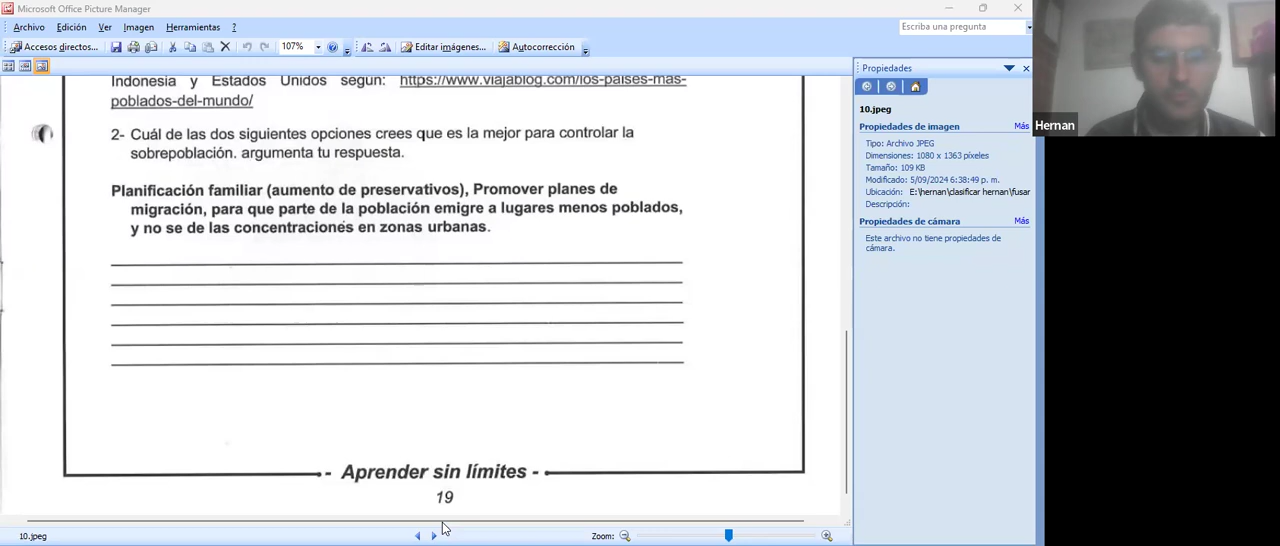 Microsoft Office Picture Manager
Archivo Edición Ver Imagen Herramientas ?
Escriba una pregunta
Accesos directos... 107% Editar imágenes... Autocorrección
Indonesia y Estados Unidos según: https://www.viajablog.com/los-paises-mas-
poblados-del-mundo/
2- Cuál de las dos siguientes opciones crees que es la mejor para controlar la
sobrepoblación. argumenta tu respuesta.
Planificación familiar (aumento de preservativos), Promover planes de
migración, para que parte de la población emigre a lugares menos poblados,
y no se de las concentraciones en zonas urbanas.
- Aprender sin límites -
19
Propiedades
10.jpeg
Propiedades de imagen Más
Tipo: Archivo JPEG
Dimensiones: 1080 x 1363 píxeles
Tamaño: 109 KB
Modificado: 5/09/2024 6:38:49 p. m.
Ubicación: E:\hernan\clasificar hernan\fusar
Descripción:
Propiedades de cámara Más
Este archivo no tiene propiedades de
cámara.
Hernan
10.jpeg
Zoom: